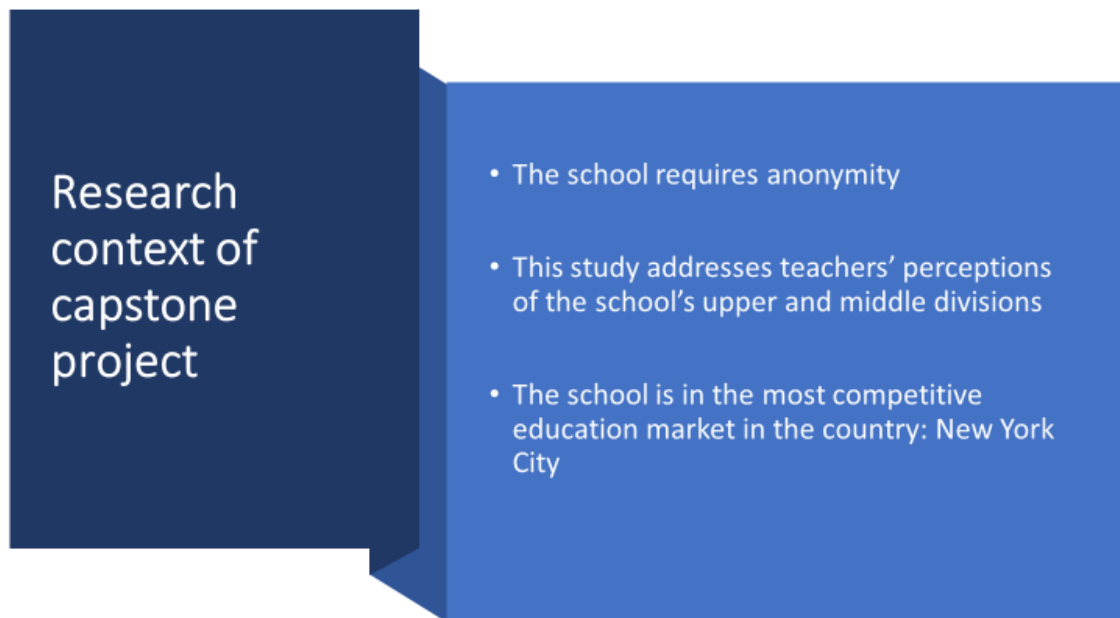 Research
context of
capstone
project
• The school requires anonymity
• This study addresses teachers’ perceptions
of the school’s upper and middle divisions
• The school is in the most competitive
education market in the country: New York
City